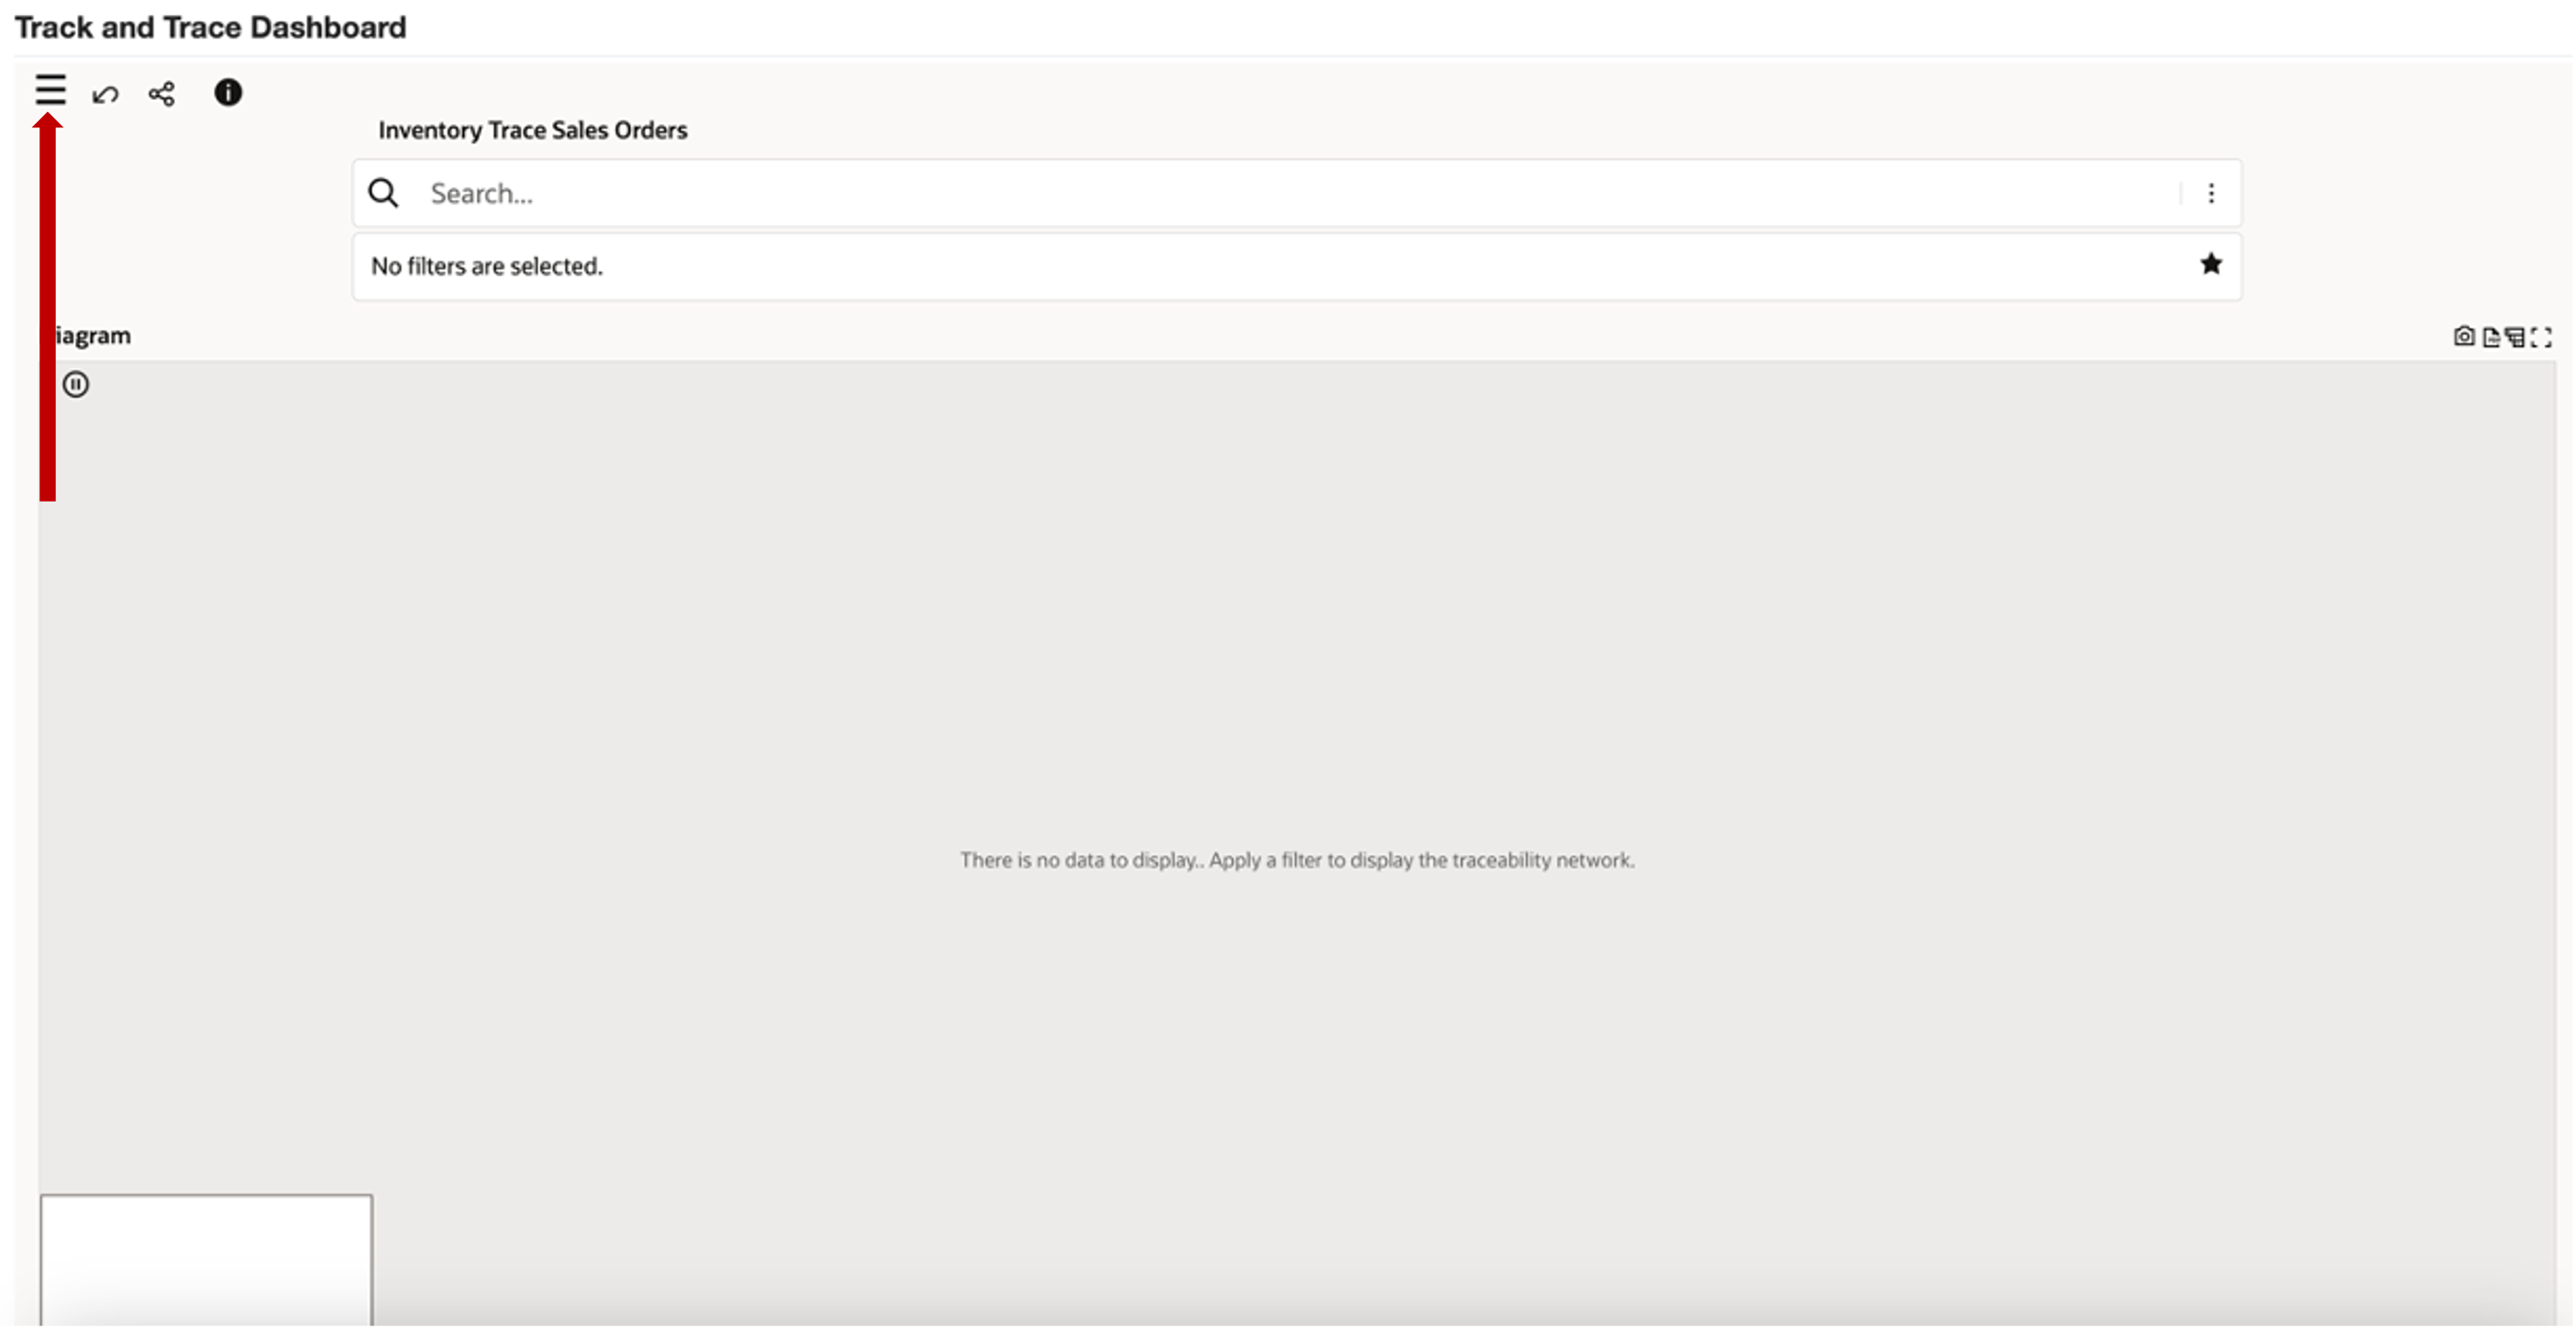 Track and Trace Dashboard
Inventory Trace Sales Orders
Search...
No filters are selected.
iagram
There is no data to display.. Apply a filter to display the traceability network.